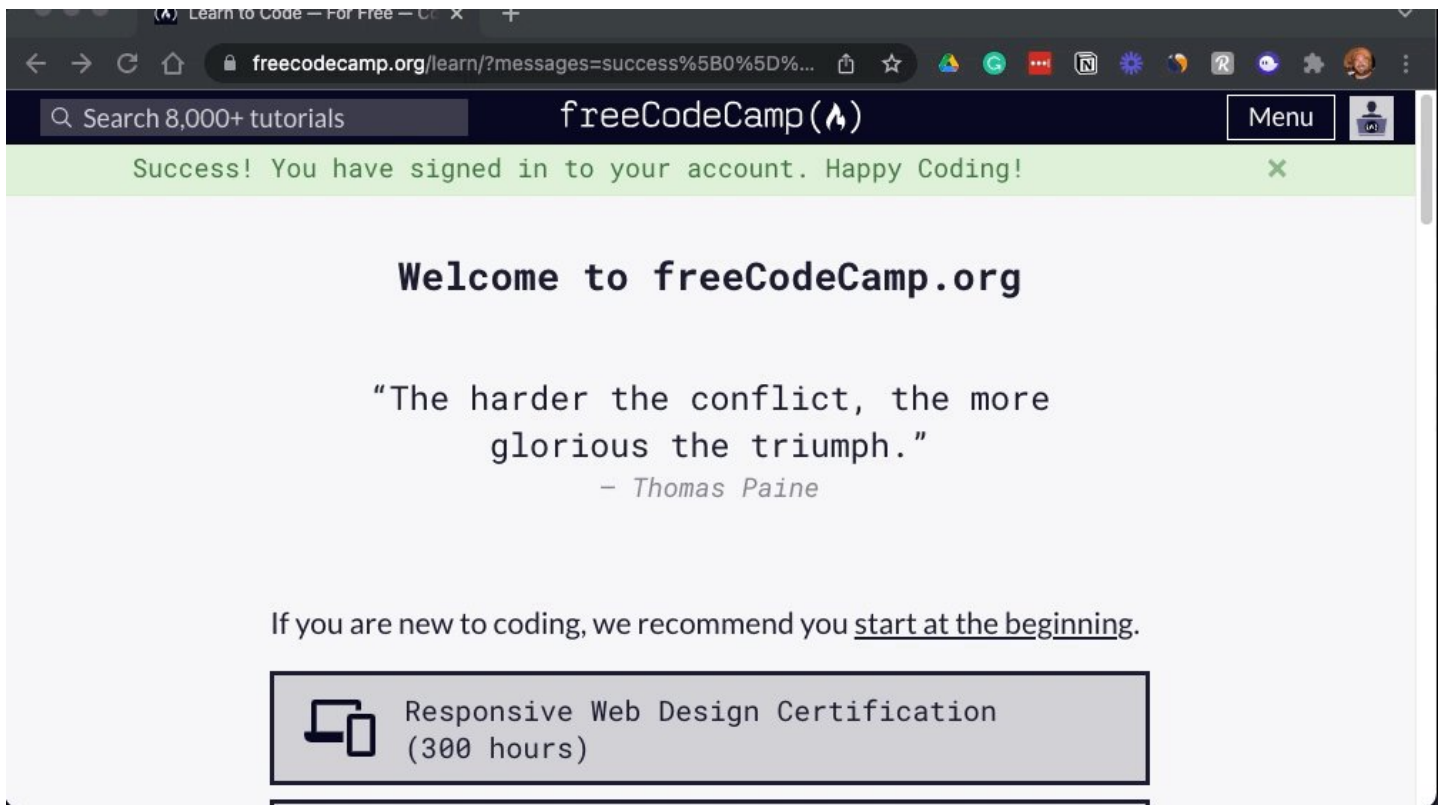 Learn to Code — For Free — Co
freecodecamp.org/learn/?messages=success%5B0%5D%...
Search 8,000+ tutorials
freeCodeCamp
Menu
Success! You have signed in to your account. Happy Coding!
Welcome to freeCodeCamp.org
“The harder the conflict, the more
glorious the triumph.”
— Thomas Paine
If you are new to coding, we recommend you start at the beginning.
Responsive Web Design Certification
(300 hours)